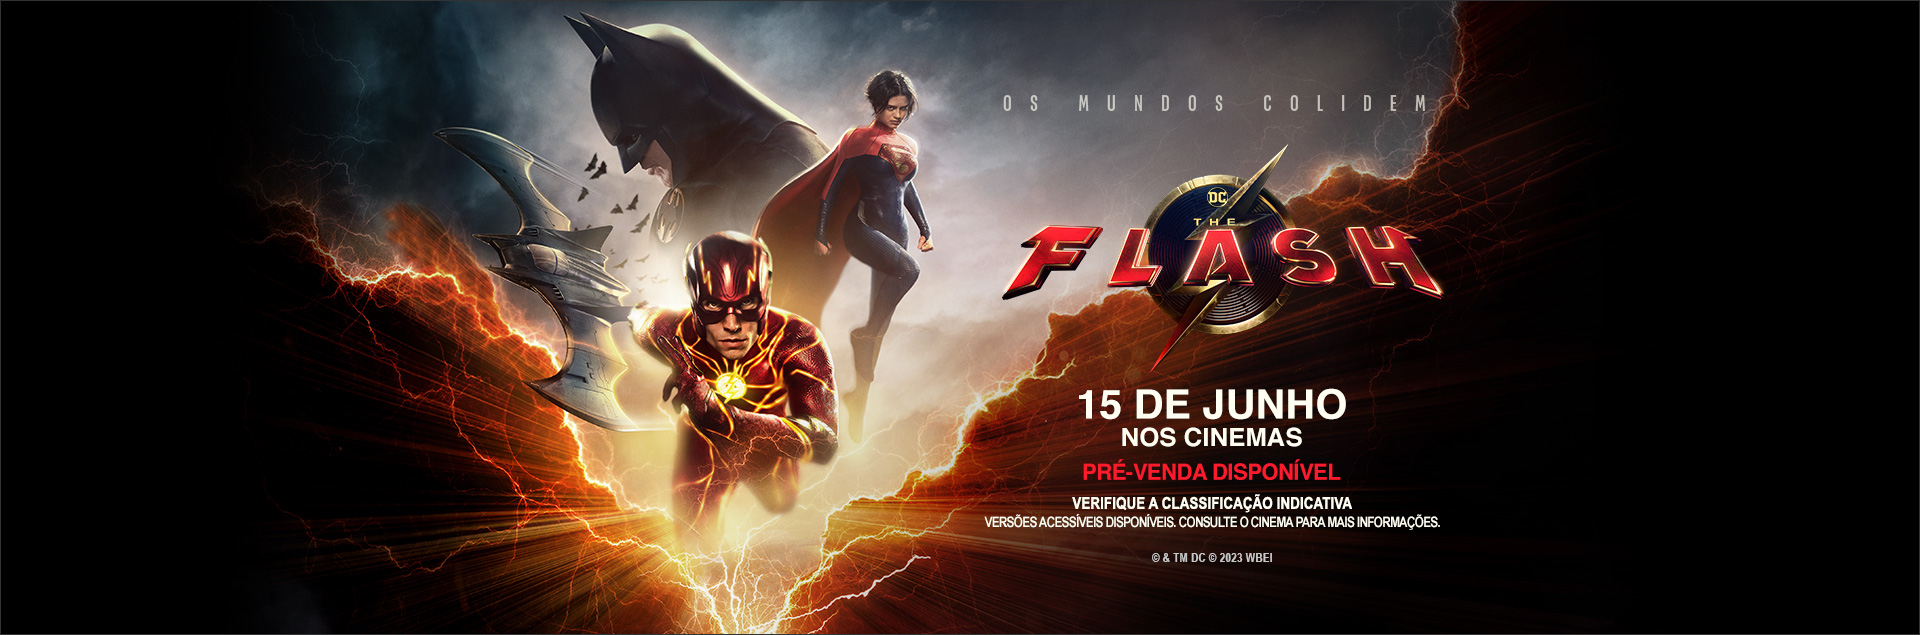 OS MUNDOS COLIDEM
DC
THE
FLASH
15 DE JUNHO
NOS CINEMAS
PRÉ-VENDA DISPONÍVEL
VERIFIQUE A CLASSIFICAÇÃO INDICATIVA
VERSÕES ACESSÍVEIS DISPONÍVEIS. CONSULTE O CINEMA PARA MAIS INFORMAÇÕES.
© & TM DC © 2023 WBEI